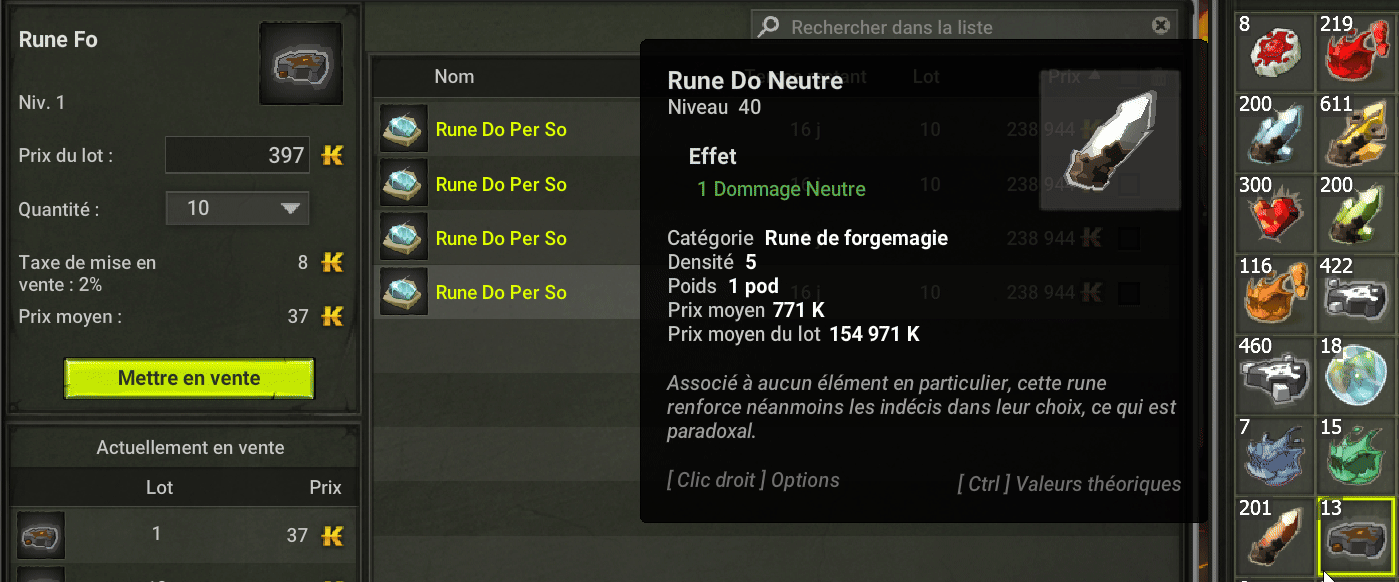 Rune Fo
Niv. 1
Prix du lot : 397
Quantité : 10
Taxe de mise en
vente : 2% 8
Prix moyen : 37
Mettre en vente
Actuellement en vente
Lot Prix
1 37
Rechercher dans la liste
Nom Lot Prix
Rune Do Per So 16 j 10 238 944
Rune Do Per So 10
Rune Do Per So 10 238 944
Rune Do Per So 16 j 10 238 944
Rune Do Neutre
Niveau 40
Effet
1 Dommage Neutre
Catégorie Rune de forgemagie
Densité 5
Poids 1 pod
Prix moyen 771 K
Prix moyen du lot 154 971 K
Associé à aucun élément en particulier, cette rune
renforce néanmoins les indécis dans leur choix, ce qui est
paradoxal.
[ Clic droit ] Options [ Ctrl ] Valeurs théoriques
8 219
200 611
300 200
116 422
460 18
7 15
201 13